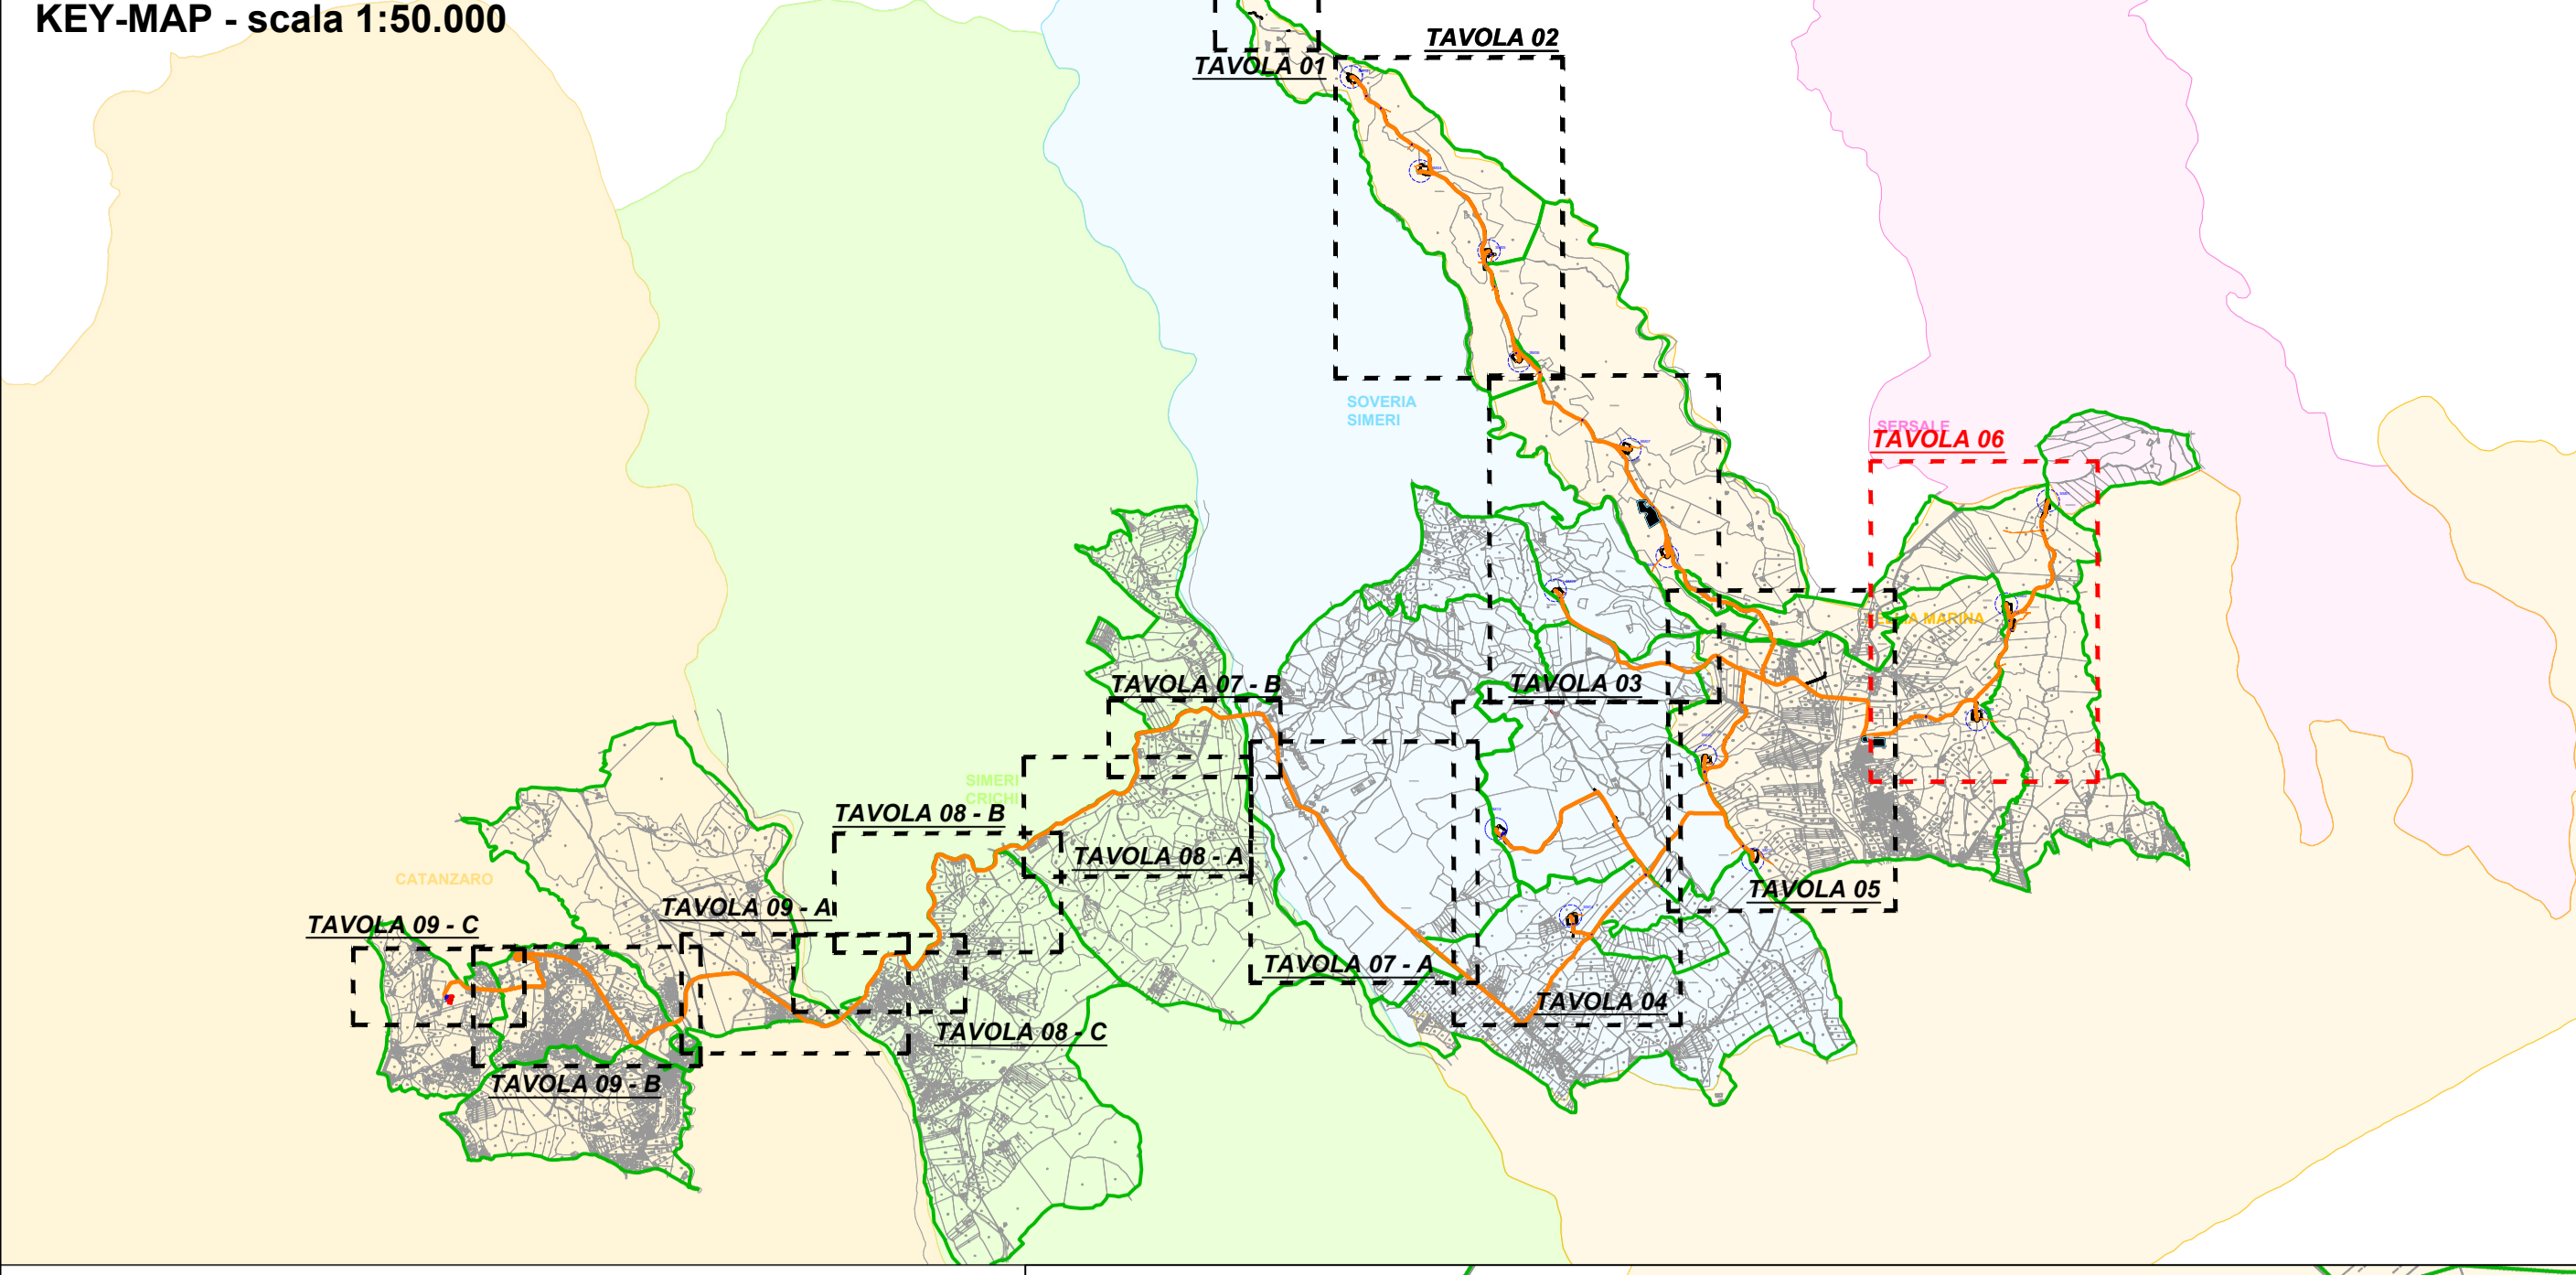 KEY-MAP - scala 1:50.000
TAVOLA 02
TAVOLA 01
SOVERIA
SIMERI
SERSALE
TAVOLA 06
MARINA
TAVOLA 07 - B
TAVOLA 03
SIMERI
CRICHI
TAVOLA 08 - B
TAVOLA 08 - A
CATANZARO
TAVOLA 05
TAVOLA 09 - A
TAVOLA 09 - C
TAVOLA 07 - A
TAVOLA 04
TAVOLA 08 - C
TAVOLA 09 - B